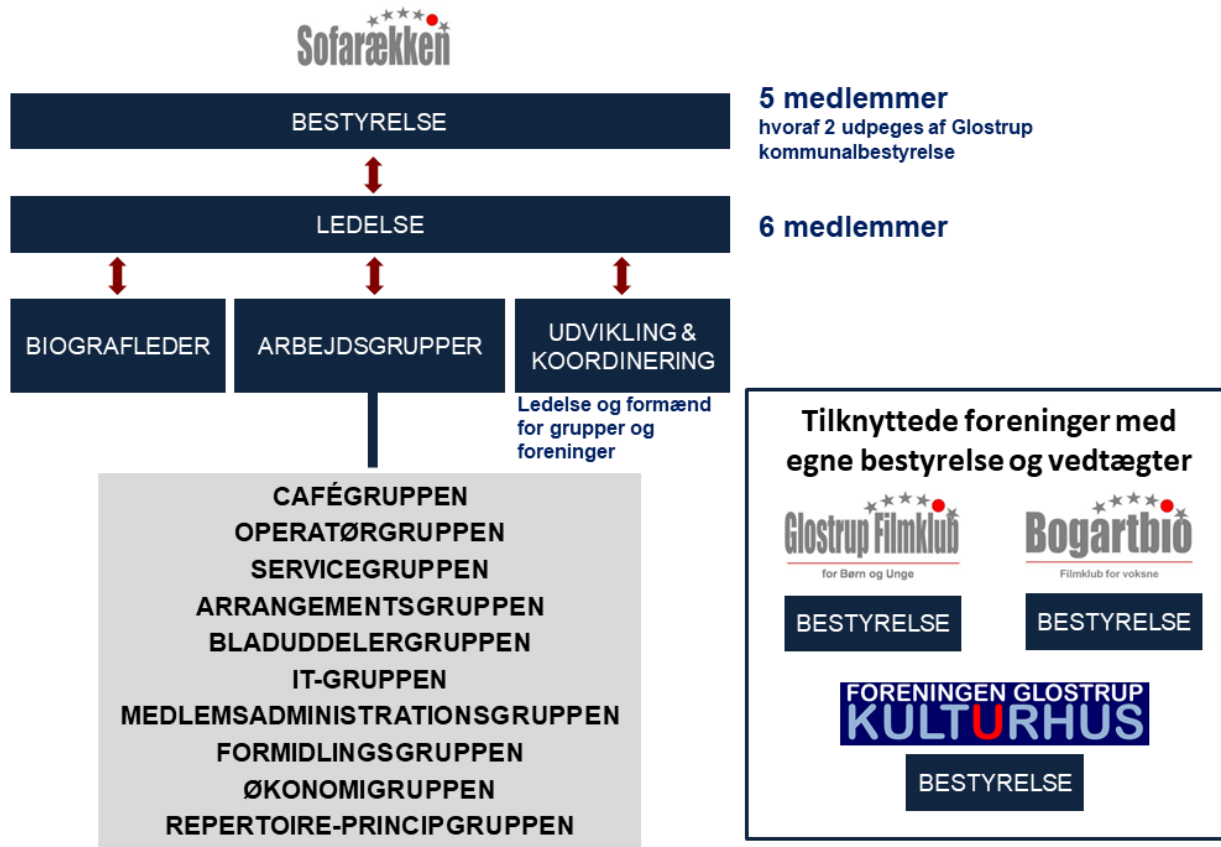 Sofarækken
BESTYRELSE
5 medlemmer
hvoraf 2 udpeges af Glostrup
kommunalbestyrelse
LEDELSE
6 medlemmer
BIOGRAFLEDER
ARBEJDSGRUPPER
UDVIKLING &
KOORDINERING
Ledelse og formænd
for grupper og
foreninger
CAFÉGRUPPEN
OPERATØRGRUPPEN
SERVICEGRUPPEN
ARRANGEMENTSGRUPPEN
BLADUDDELERGRUPPEN
IT-GRUPPEN
MEDLEMSADMINISTRATIONSGRUPPEN
FORMIDLINGSGRUPPEN
ØKONOMIGRUPPEN
REPERTOIRE-PRINCIPGRUPPEN
Tilknyttede foreninger med
egne bestyrelse og vedtægter
Glostrup Filmklub
for Børn og Unge
BESTYRELSE
Bogartbio
Filmklub for voksne
BESTYRELSE
FORENINGEN GLOSTRUP
KULTURHUS
BESTYRELSE